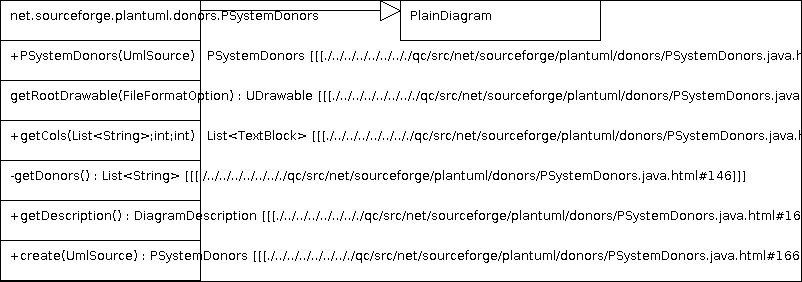 net.sourceforge.plantuml.donors.PSystemDonors
PlainDiagram
+PSystemDonors(UmlSource) PSystemDonors [[[./../../../../../../../qc/src/net/sourceforge/plantuml/donors/PSystemDonors.java.h
getRootDrawable(FileFormatOption) : UDrawable [[[./../../../../../../../qc/src/net/sourceforge/plantuml/donors/PSystemDonors.java
+getCols(List<String>;int;int) List<TextBlock> [[[./../../../../../../../qc/src/net/sourceforge/plantuml/donors/PSystemDonors.java.h
-getDonors() : List<String> [[[./../../../../../../../qc/src/net/sourceforge/plantuml/donors/PSystemDonors.java.html#146]]]
+getDescription() : DiagramDescription [[[./../../../../../../../qc/src/net/sourceforge/plantuml/donors/PSystemDonors.java.html#16
+create(UmlSource) : PSystemDonors [[[./../../../../../../../qc/src/net/sourceforge/plantuml/donors/PSystemDonors.java.html#166